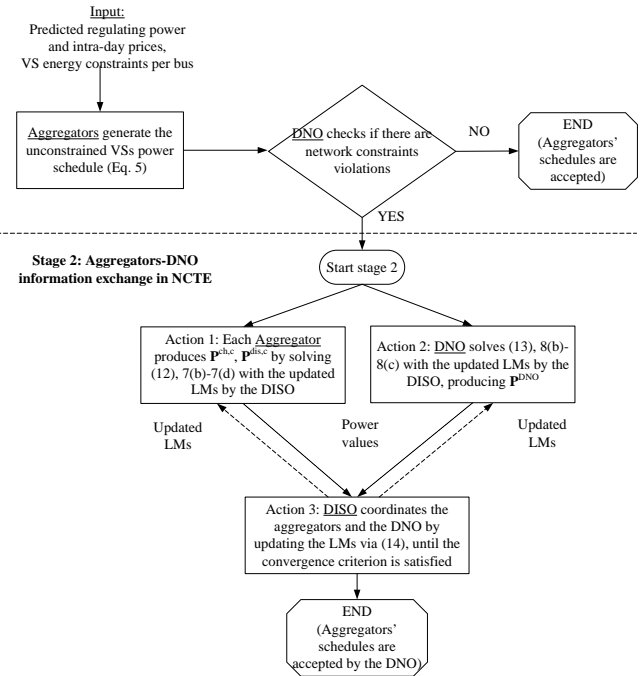 Input:
Predicted regulating power
and intra-day prices,
VS energy constraints per bus
Aggregators generate the
unconstrained VSs power
schedule (Eq. 5)
DNO checks if there are
network constraints
violations
NO
END
(Aggregators'
schedules are
accepted)
YES
Stage 2: Aggregators-DNO
information exchange in NCTE
Start stage 2
Action 1: Each Aggregator
produces P^ch,c, P^dis,c by solving
(12), 7(b)-7(d) with the updated
LMs by the DISO
Action 2: DNO solves (13), 8(b)-
8(c) with the updated LMs by the
DISO, producing P^DNO
Updated
LMs
Power
values
Updated
LMs
Action 3: DISO coordinates the
aggregators and the DNO by
updating the LMs via (14), until the
convergence criterion is satisfied
END
(Aggregators'
schedules are
accepted by the DNO)